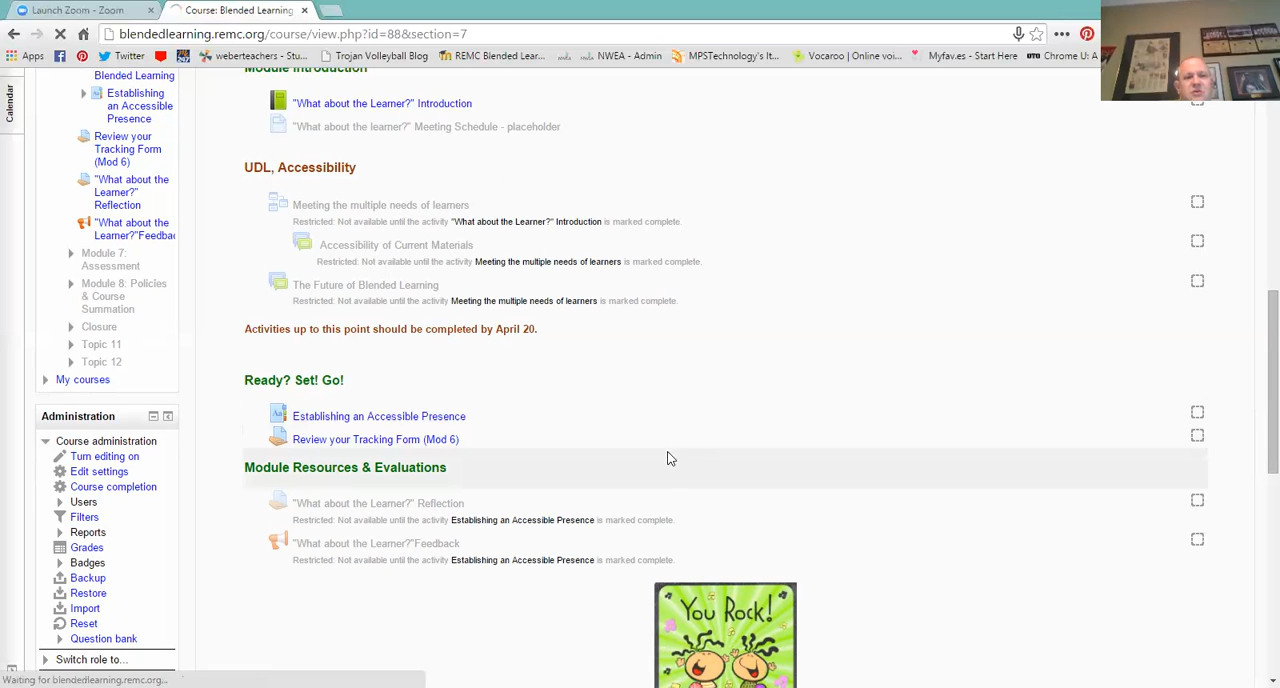 Launch Zoom - Zoom
Course: Blended Learning
blendedlearning.remc.org/course/view.php?id=88&section=7
Apps
Twitter
weberteachers - Stu...
Trojan Volleyball Blog
REMC Blended Lear...
NWEA - Admin
MPSTechnology's It...
Vocaroo | Online voi...
Myfav.es - Start Here
Chrome U: A
Calendar
Blended Learning
Establishing
an Accessible
Presence
Review your
Tracking Form
(Mod 6)
"What about the
Learner?"
Reflection
"What about the
Learner?"Feedbac
Module 7:
Assessment
Module 8: Policies
& Course
Summation
Closure
Topic 11
Topic 12
My courses
Administration
Course administration
Turn editing on
Edit settings
Course completion
Users
Filters
Reports
Grades
Badges
Backup
Restore
Import
Reset
Question bank
Switch role to...
Waiting for blendedlearning.remc.org...
Module Introduction
"What about the Learner?" Introduction
"What about the learner?" Meeting Schedule - placeholder
UDL, Accessibility
Meeting the multiple needs of learners
Restricted: Not available until the activity "What about the Learner?" Introduction is marked complete.
Accessibility of Current Materials
Restricted: Not available until the activity Meeting the multiple needs of learners is marked complete.
The Future of Blended Learning
Restricted: Not available until the activity Meeting the multiple needs of learners is marked complete.
Activities up to this point should be completed by April 20.
Ready? Set! Go!
Establishing an Accessible Presence
Review your Tracking Form (Mod 6)
Module Resources & Evaluations
"What about the Learner?" Reflection
Restricted: Not available until the activity Establishing an Accessible Presence is marked complete.
"What about the Learner?"Feedback
Restricted: Not available until the activity Establishing an Accessible Presence is marked complete.
You Rock!